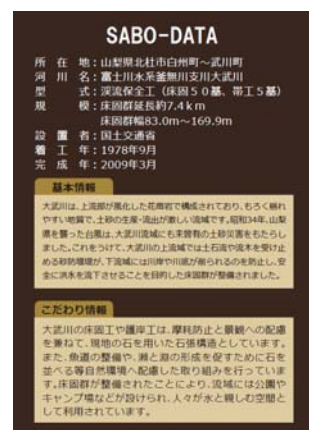 SABO-DATA
所在地：山梨県北杜市白州町～武川町
河川名：富士川水系釜無川支川大武川
型式：渓流保全工（床固５０基、帯工５基）
規模：床固群延長約7.4ｋｍ
床固群幅83.0m～169.9m
設置者：国土交通省
着工年：1978年9月
完成年：2009年3月
基本情報
大武川は、上流部が風化した花崗岩で構成されており、もろく崩れ
やすい地質で、土砂の生産・流出が激しい流域です。昭和34年、山梨
県を襲った台風は、大武川流域にも未曾有の土砂災害をもたらし
ました。これをうけて、大武川の上流域では土石流や流木を受け止
める砂防堰堤が、下流域には川岸や川底が削られるのを防止し、安
全に洪水を流下させることを目的した床固群が整備されました。
こだわり情報
大武川の床固工や護岸工は、摩耗防止と景観への配慮
を兼ねて、現地の石を用いた石張構造としています。
また、魚道の整備や、瀬と淵の形成を促すために石を
並べる等自然環境へ配慮した取り組みを行っていま
す。床固群が整備されたことにより、流域には公園や
キャンプ場などが設けられ、人々が水と親しむ空間と
して利用されています。